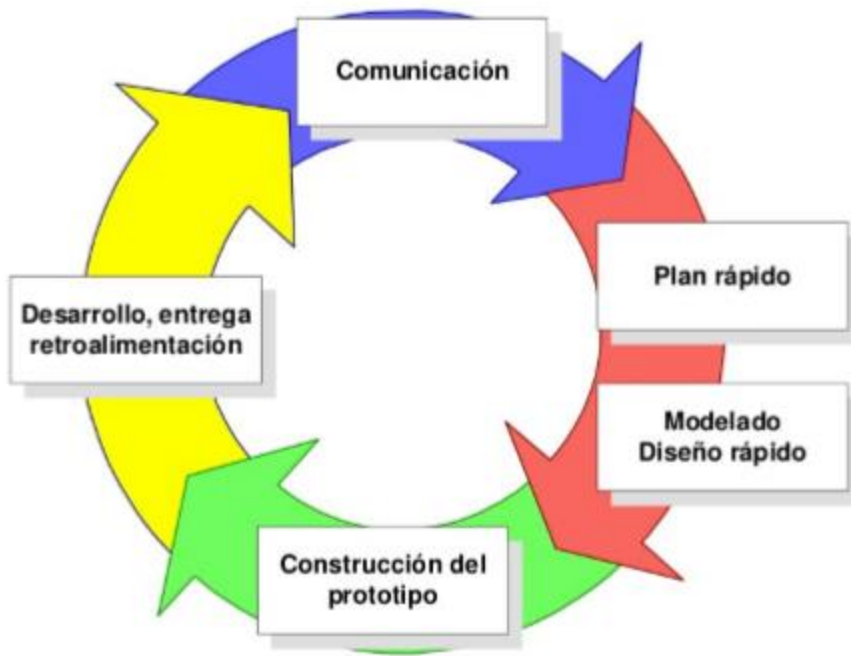 Comunicación
Plan rápido
Modelado
Diseño rápido
Construcción del
prototipo
Desarrollo, entrega
retroalimentación